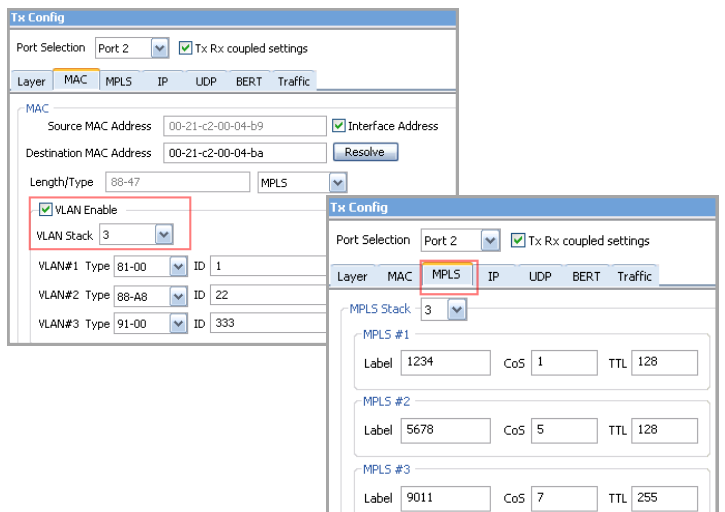 Tx Config
Port Selection Port 2 Tx Rx coupled settings
Layer MAC MPLS IP UDP BERT Traffic
MAC
Source MAC Address 00-21-c2-00-04-b9 Interface Address
Destination MAC Address 00-21-c2-00-04-ba Resolve
Length/Type 88-47 MPLS
VLAN Enable
VLAN Stack 3
VLAN#1 Type 81-00 ID 1
VLAN#2 Type 88-A8 ID 22
VLAN#3 Type 91-00 ID 333
Tx Config
Port Selection Port 2 Tx Rx coupled settings
Layer MAC MPLS IP UDP BERT Traffic
MPLS Stack 3
MPLS #1
Label 1234 CoS 1 TTL 128
MPLS #2
Label 5678 CoS 5 TTL 128
MPLS #3
Label 9011 CoS 7 TTL 255